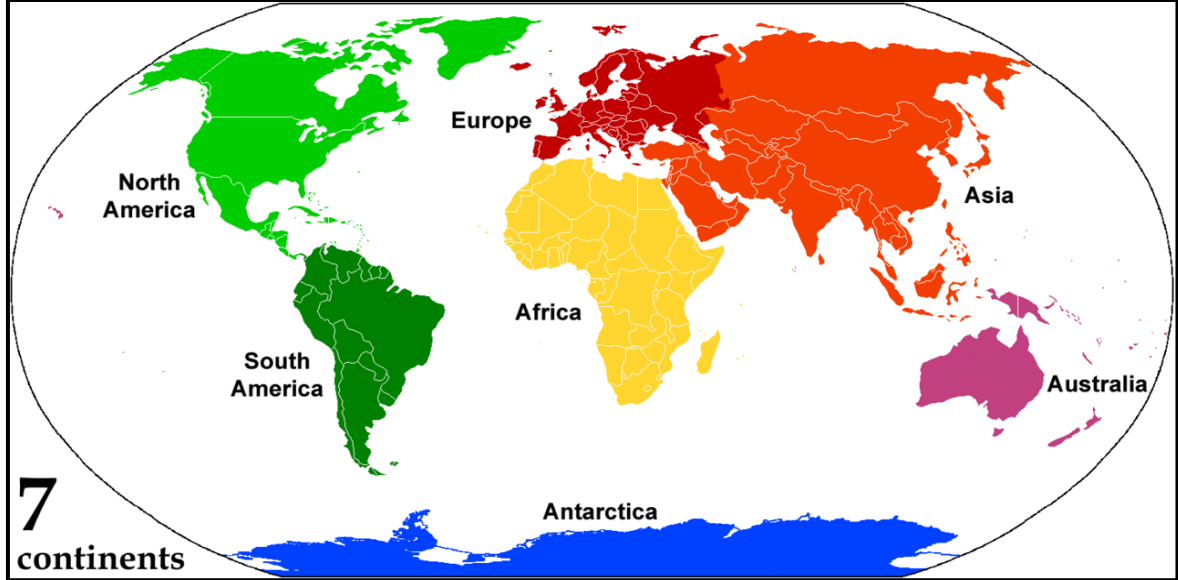 Europe
North
America
Asia
Africa
South
America
Australia
Antarctica
7
continents